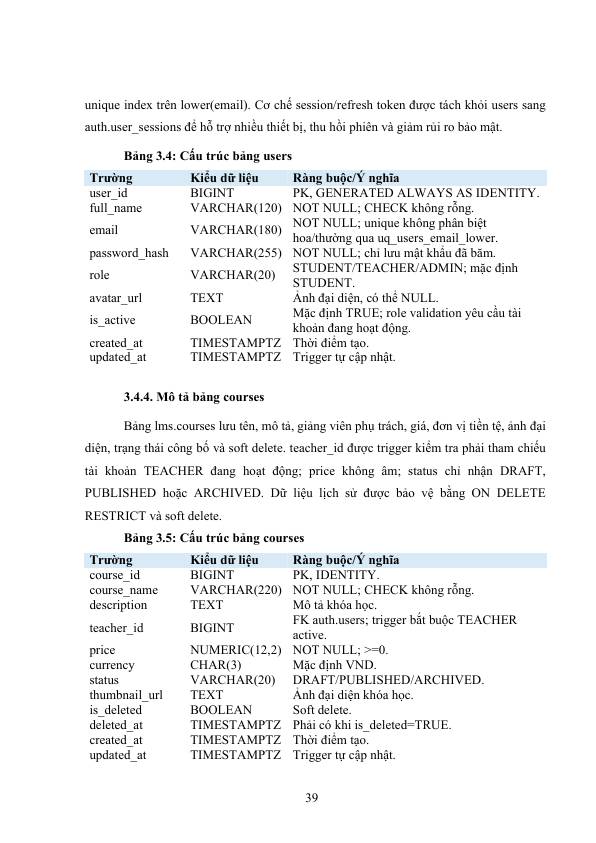 unique index trên lower(email). Cơ chế session/refresh token được tách khỏi users sang
auth.user_sessions để hỗ trợ nhiều thiết bị, thu hồi phiên và giảm rủi ro bảo mật.
Bảng 3.4: Cấu trúc bảng users
Trường Kiểu dữ liệu Ràng buộc/Ý nghĩa
user_id BIGINT PK, GENERATED ALWAYS AS IDENTITY.
full_name VARCHAR(120) NOT NULL; CHECK không rỗng.
email VARCHAR(180) NOT NULL; unique không phân biệt
hoa/thường qua uq_users_email_lower.
password_hash VARCHAR(255) NOT NULL; chỉ lưu mật khẩu đã băm.
role VARCHAR(20) STUDENT/TEACHER/ADMIN; mặc định
STUDENT.
avatar_url TEXT Ảnh đại diện, có thể NULL.
is_active BOOLEAN Mặc định TRUE; role validation yêu cầu tài
khoản đang hoạt động.
created_at TIMESTAMPTZ Thời điểm tạo.
updated_at TIMESTAMPTZ Trigger tự cập nhật.
3.4.4. Mô tả bảng courses
Bảng lms.courses lưu tên, mô tả, giảng viên phụ trách, giá, đơn vị tiền tệ, ảnh đại
diện, trạng thái công bố và soft delete. teacher_id được trigger kiểm tra phải tham chiếu
tài khoản TEACHER đang hoạt động; price không âm; status chỉ nhận DRAFT,
PUBLISHED hoặc ARCHIVED. Dữ liệu lịch sử được bảo vệ bằng ON DELETE
RESTRICT và soft delete.
Bảng 3.5: Cấu trúc bảng courses
Trường Kiểu dữ liệu Ràng buộc/Ý nghĩa
course_id BIGINT PK, IDENTITY.
course_name VARCHAR(220) NOT NULL; CHECK không rỗng.
description TEXT Mô tả khóa học.
teacher_id BIGINT FK auth.users; trigger bắt buộc TEACHER
active.
price NUMERIC(12,2) NOT NULL; >=0.
currency CHAR(3) Mặc định VND.
status VARCHAR(20) DRAFT/PUBLISHED/ARCHIVED.
thumbnail_url TEXT Ảnh đại diện khóa học.
is_deleted BOOLEAN Soft delete.
deleted_at TIMESTAMPTZ Phải có khi is_deleted=TRUE.
created_at TIMESTAMPTZ Thời điểm tạo.
updated_at TIMESTAMPTZ Trigger tự cập nhật.
39